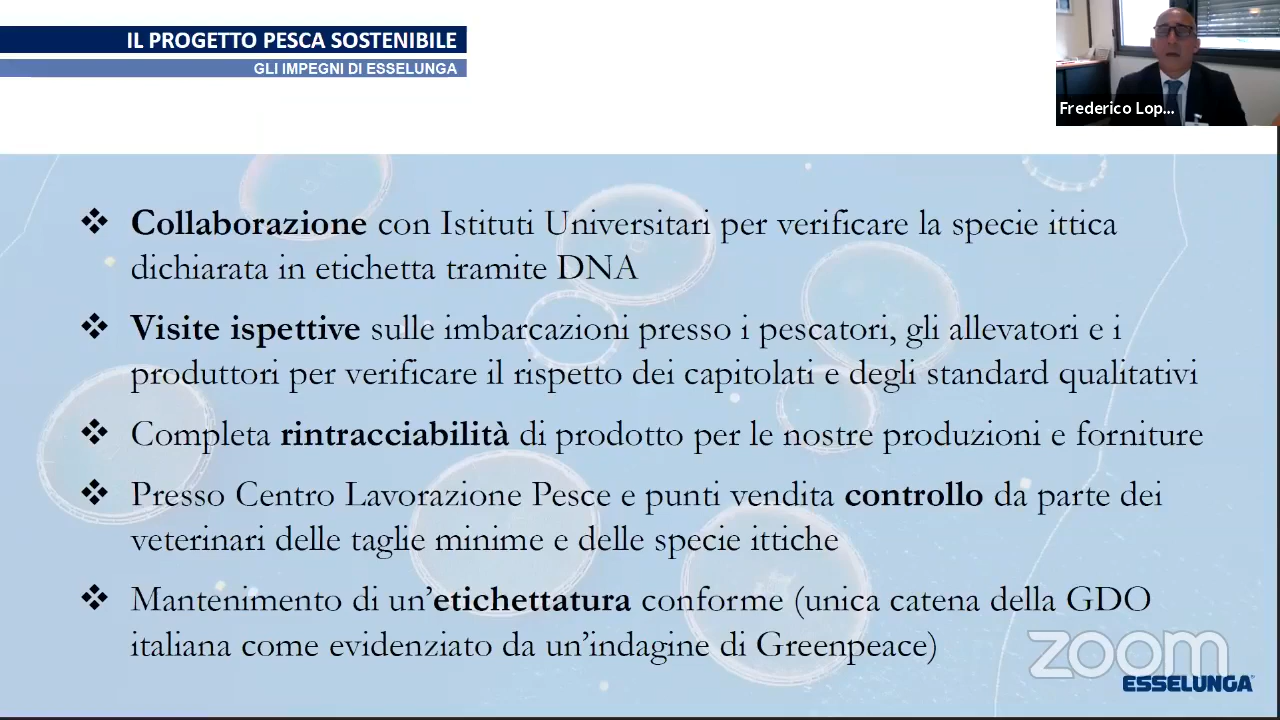 IL PROGETTO PESCA SOSTENIBILE
GLI IMPEGNI DI ESSELUNGA
Frederico Lop...
❖ Collaborazione con Istituti Universitari per verificare la specie ittica
dichiarata in etichetta tramite DNA
❖ Visite ispettive sulle imbarcazioni presso i pescatori, gli allevatori e i
produttori per verificare il rispetto dei capitolati e degli standard qualitativi
❖ Completa rintracciabilità di prodotto per le nostre produzioni e forniture
❖ Presso Centro Lavorazione Pesce e punti vendita controllo da parte dei
veterinari delle taglie minime e delle specie ittiche
❖ Mantenimento di un'etichettatura conforme (unica catena della GDO
italiana come evidenziato da un'indagine di Greenpeace)
zoom
ESSELUNGA